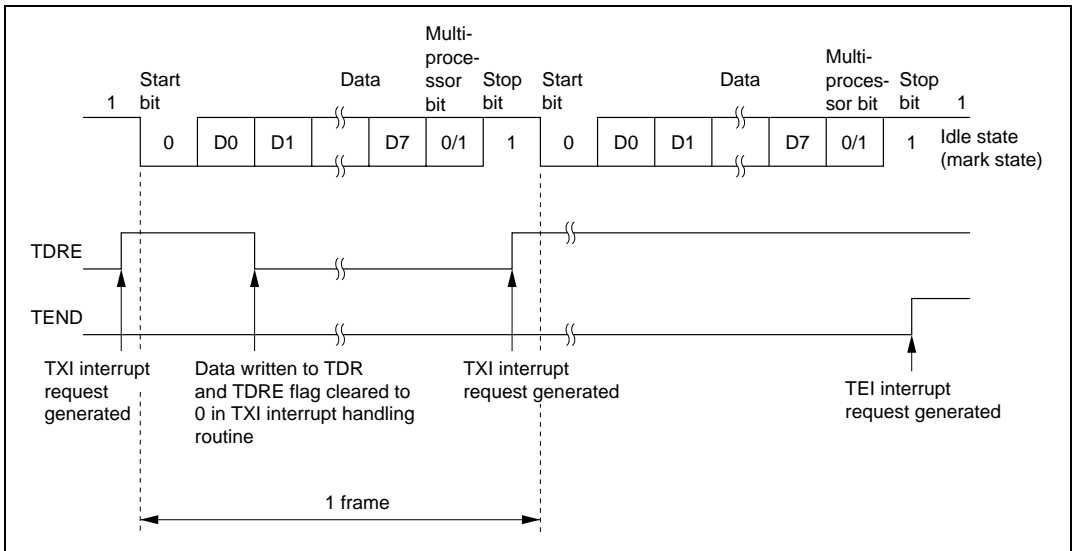 Multi-
proce-
ssor
bit
Start
bit
Data
Stop
bit
Start
bit
Data
Multi-
proces-
sor bit
Stop
bit
1
1
0
D0
D1
D7
0/1
1
0
D0
D1
D7
0/1
1
Idle state
(mark state)
TDRE
TEND
TXI interrupt
request
generated
Data written to TDR
and TDRE flag cleared to
0 in TXI interrupt handling
routine
TXI interrupt
request generated
TEI interrupt
request generated
1 frame